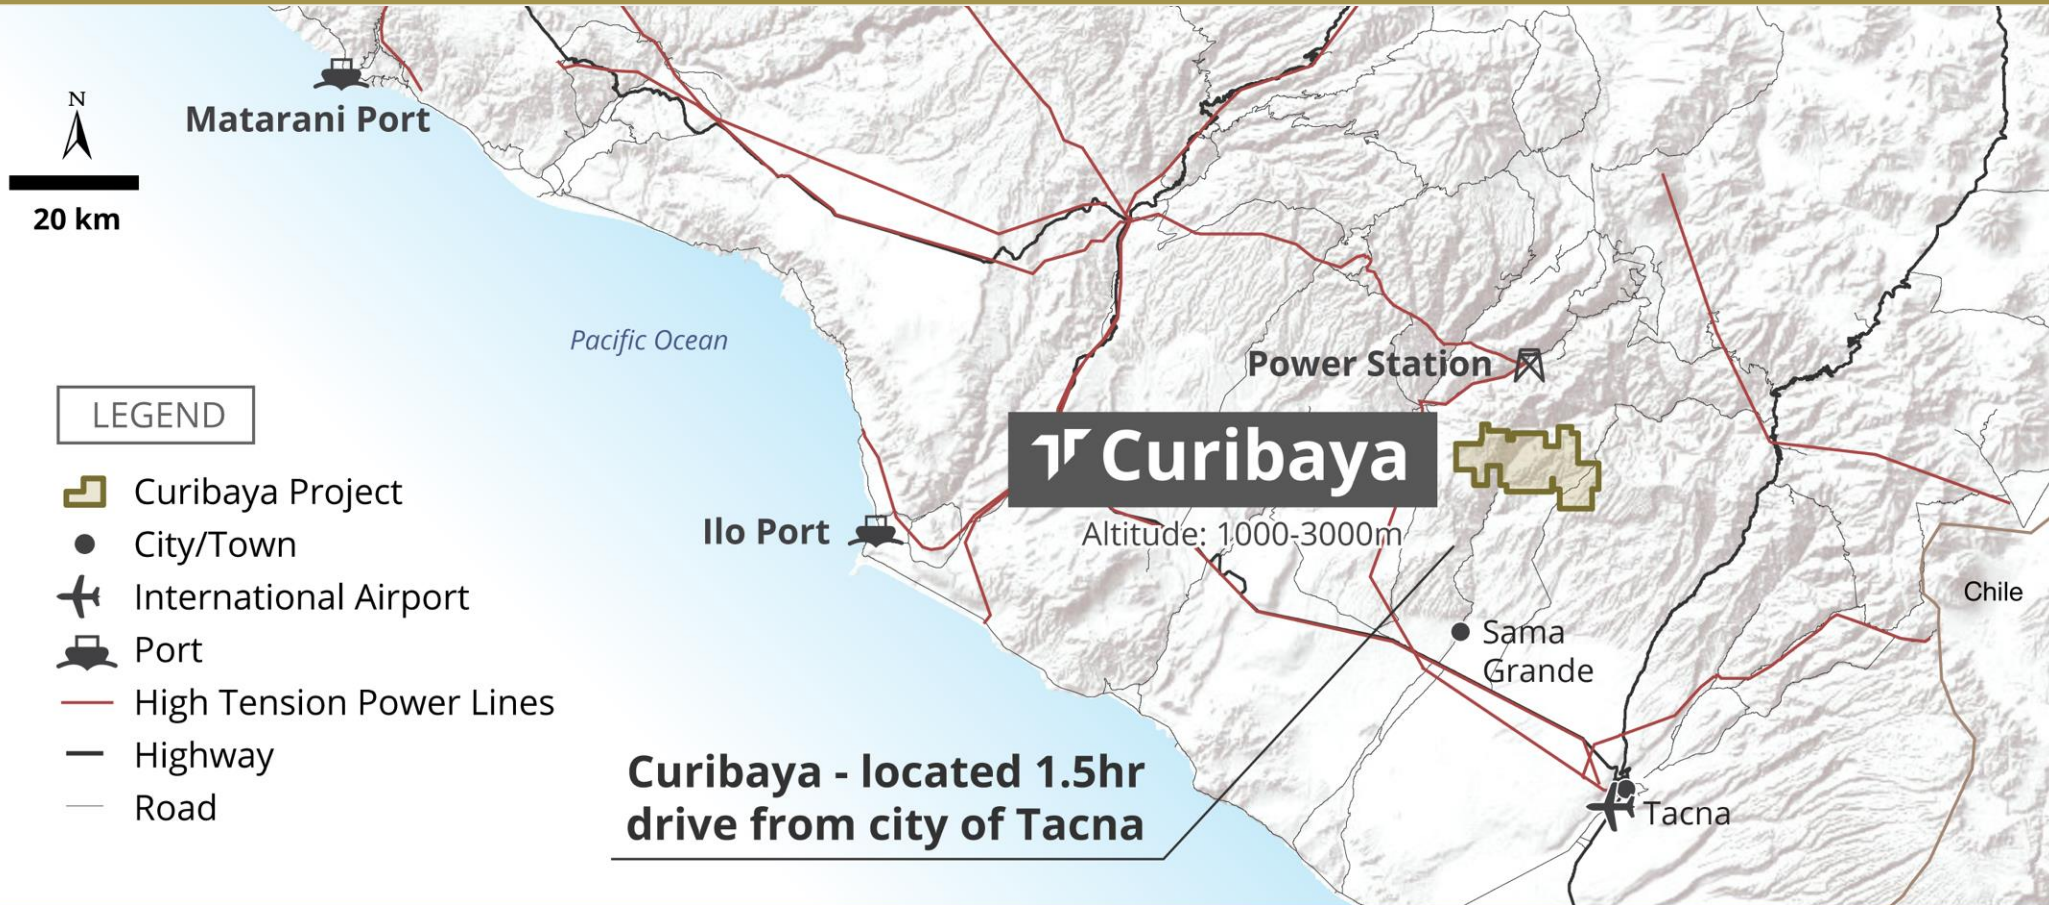 Matarani Port
N
20 km
Pacific Ocean
Power Station
Curibaya
Altitude: 1000-3000m
Ilo Port
LEGEND
Curibaya Project
City/Town
International Airport
Port
High Tension Power Lines
Highway
Road
Chile
Sama
Grande
Curibaya - located 1.5hr
drive from city of Tacna
Tacna